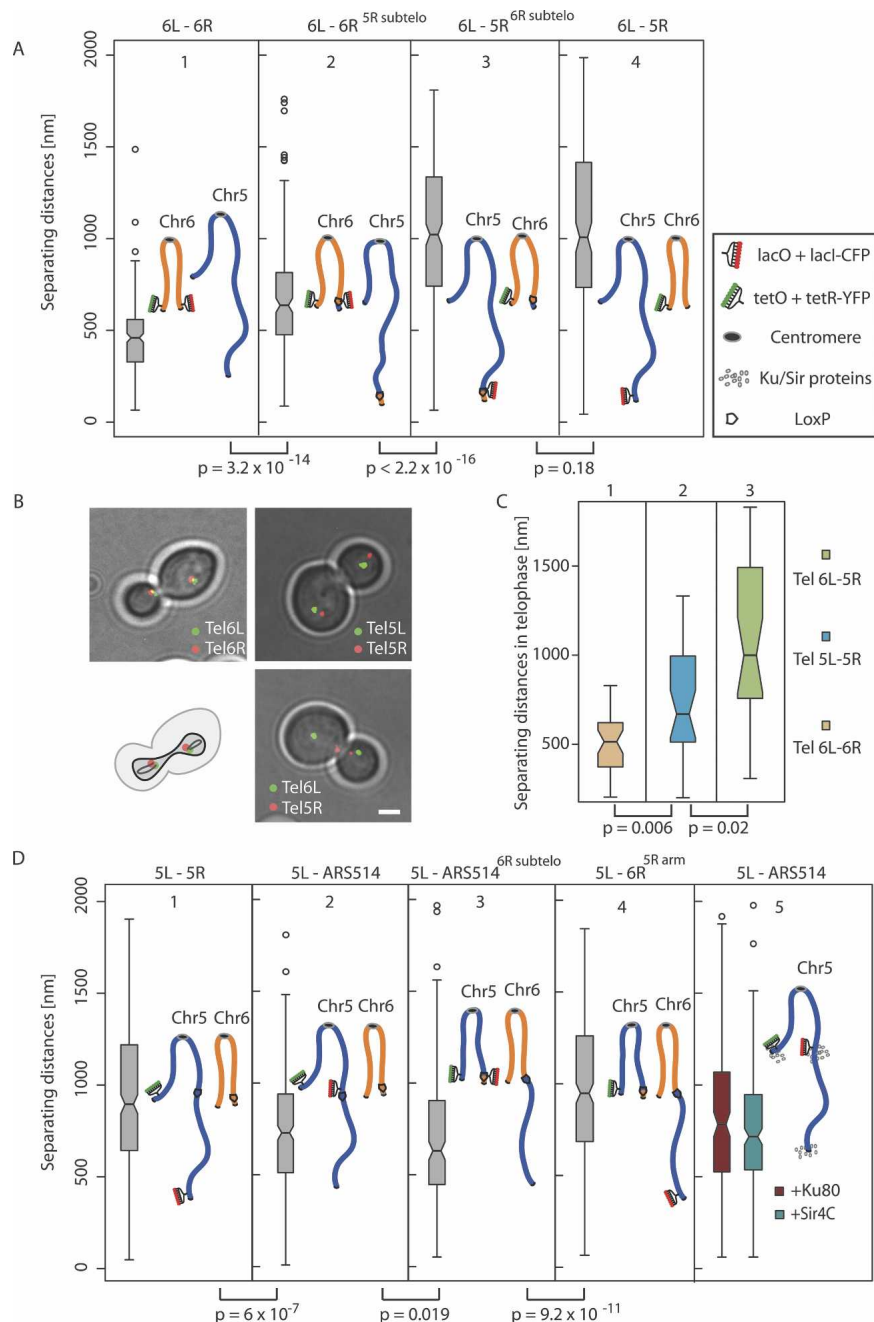 A
6L - 6R
6L - 6R 5R subtelo
6L - 5R 6R subtelo
6L - 5R
Separating distances [nm]
2000
1500
1000
500
0
1
2
3
4
Chr6
Chr5
Chr6
Chr5
Chr5
Chr6
Chr5
Chr6
p = 3.2 x 10 -14
p < 2.2 x 10 -16
p = 0.18
lacO + lacI-CFP
tetO + tetR-YFP
Centromere
Ku/Sir proteins
LoxP
B
Tel6L
Tel6R
Tel5L
Tel5R
Tel6L
Tel5R
C
Separating distances in telophase [nm]
1500
1000
500
1
2
3
p = 0.006
p = 0.02
Tel 6L-5R
Tel 5L-5R
Tel 6L-6R
D
5L - 5R
5L - ARS514
5L - ARS514 6R subtelo
5L - 6R 5R arm
5L - ARS514
Separating distances [nm]
2000
1500
1000
500
0
1
2
3
4
5
Chr5
Chr6
Chr5
Chr6
Chr5
Chr6
Chr5
Chr6
Chr5
+Ku80
+Sir4C
p = 6 x 10-7
p = 0.019
p = 9.2 x 10 -11